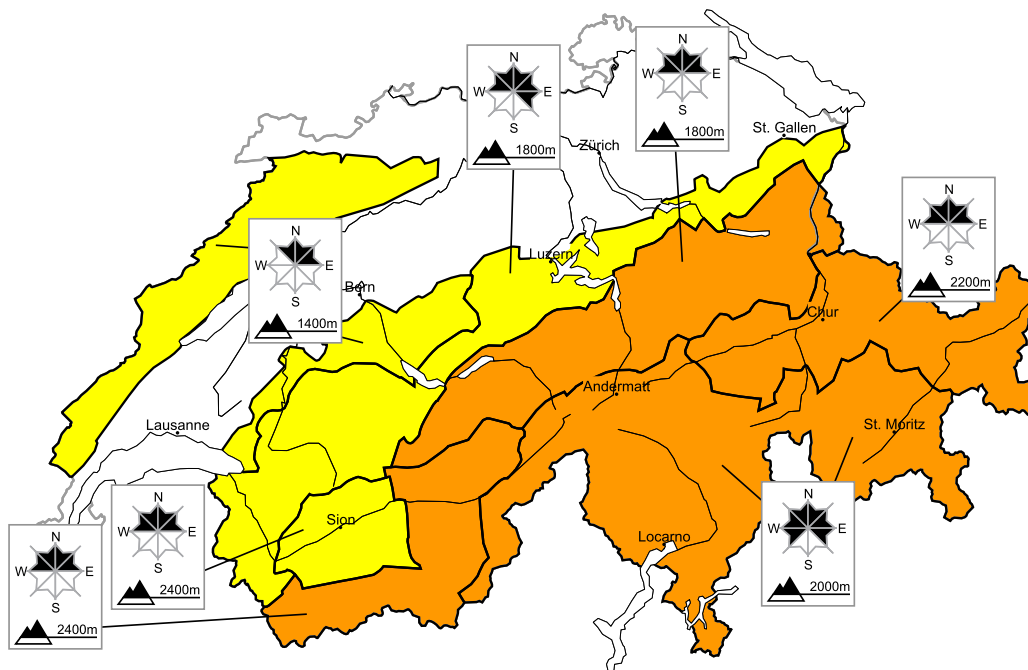 N
W E
S
1800m
N
W E
S
1800m
St. Gallen
Zürich
N
W E
S
2200m
N
W E
S
1400m
Luzern
Bern
Chur
Andermatt
Lausanne
St. Moritz
N
W E
S
2400m
N
W E
S
2400m
Sion
Locarno
N
W E
S
2000m